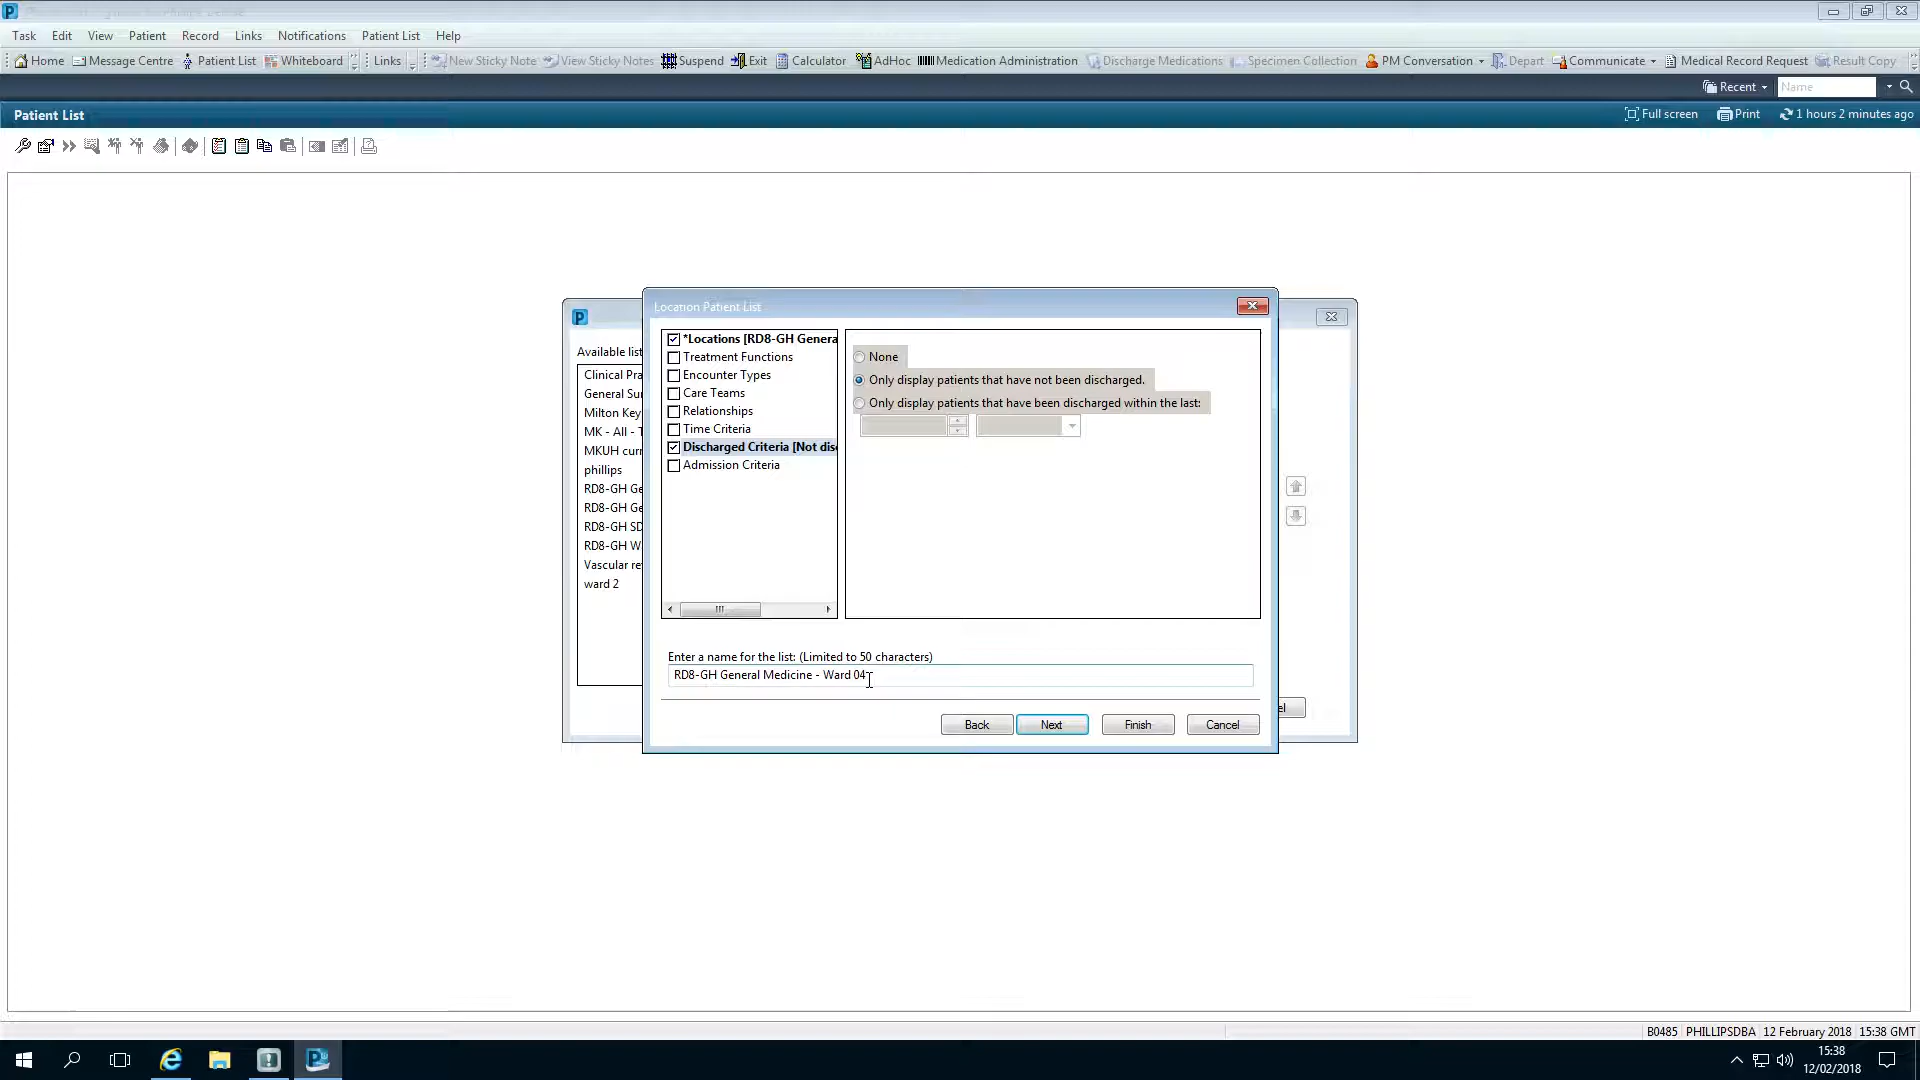 Task Edit View Patient Record Links Notifications Patient List Help
Home Message Centre Patient List Whiteboard Links New Sticky Note View Sticky Notes Suspend Exit Calculator AdHoc Medication Administration Discharge Medications Specimen Collection PM Conversation Depart Communicate Medical Record Request Result Copy
Recent Name
Patient List Full screen Print 1 hours 2 minutes ago
Location Patient List
Available list
Clinical Pra
General Sur
Milton Key
MK - All - T
MKUH curr
phillips
RD8-GH Ge
RD8-GH Ge
RD8-GH SD
RD8-GH W
Vascular re
ward 2
*Locations [RD8-GH Genera
Treatment Functions
Encounter Types
Care Teams
Relationships
Time Criteria
Discharged Criteria [Not disc
Admission Criteria
None
Only display patients that have not been discharged.
Only display patients that have been discharged within the last:
Enter a name for the list: (Limited to 50 characters)
RD8-GH General Medicine - Ward 04
Back Next Finish Cancel
el
B0485 PHILLIPSDBA 12 February 2018 15:38 GMT
15:38
12/02/2018